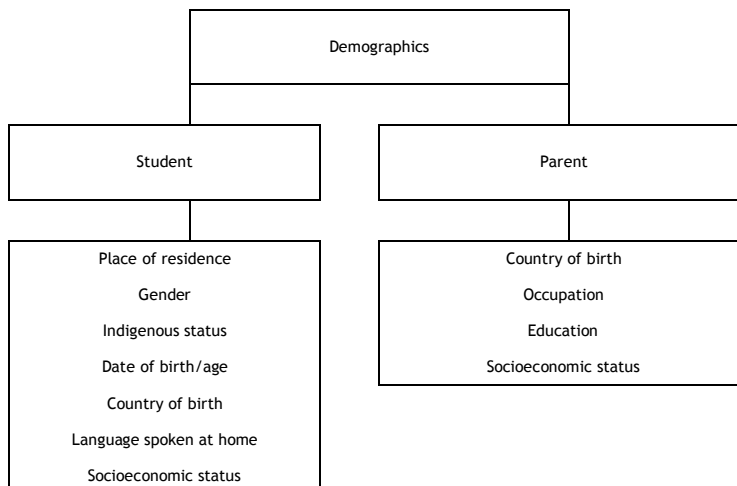 Demographics
Student
Parent
Place of residence
Gender
Indigenous status
Date of birth/age
Country of birth
Language spoken at home
Socioeconomic status
Country of birth
Occupation
Education
Socioeconomic status